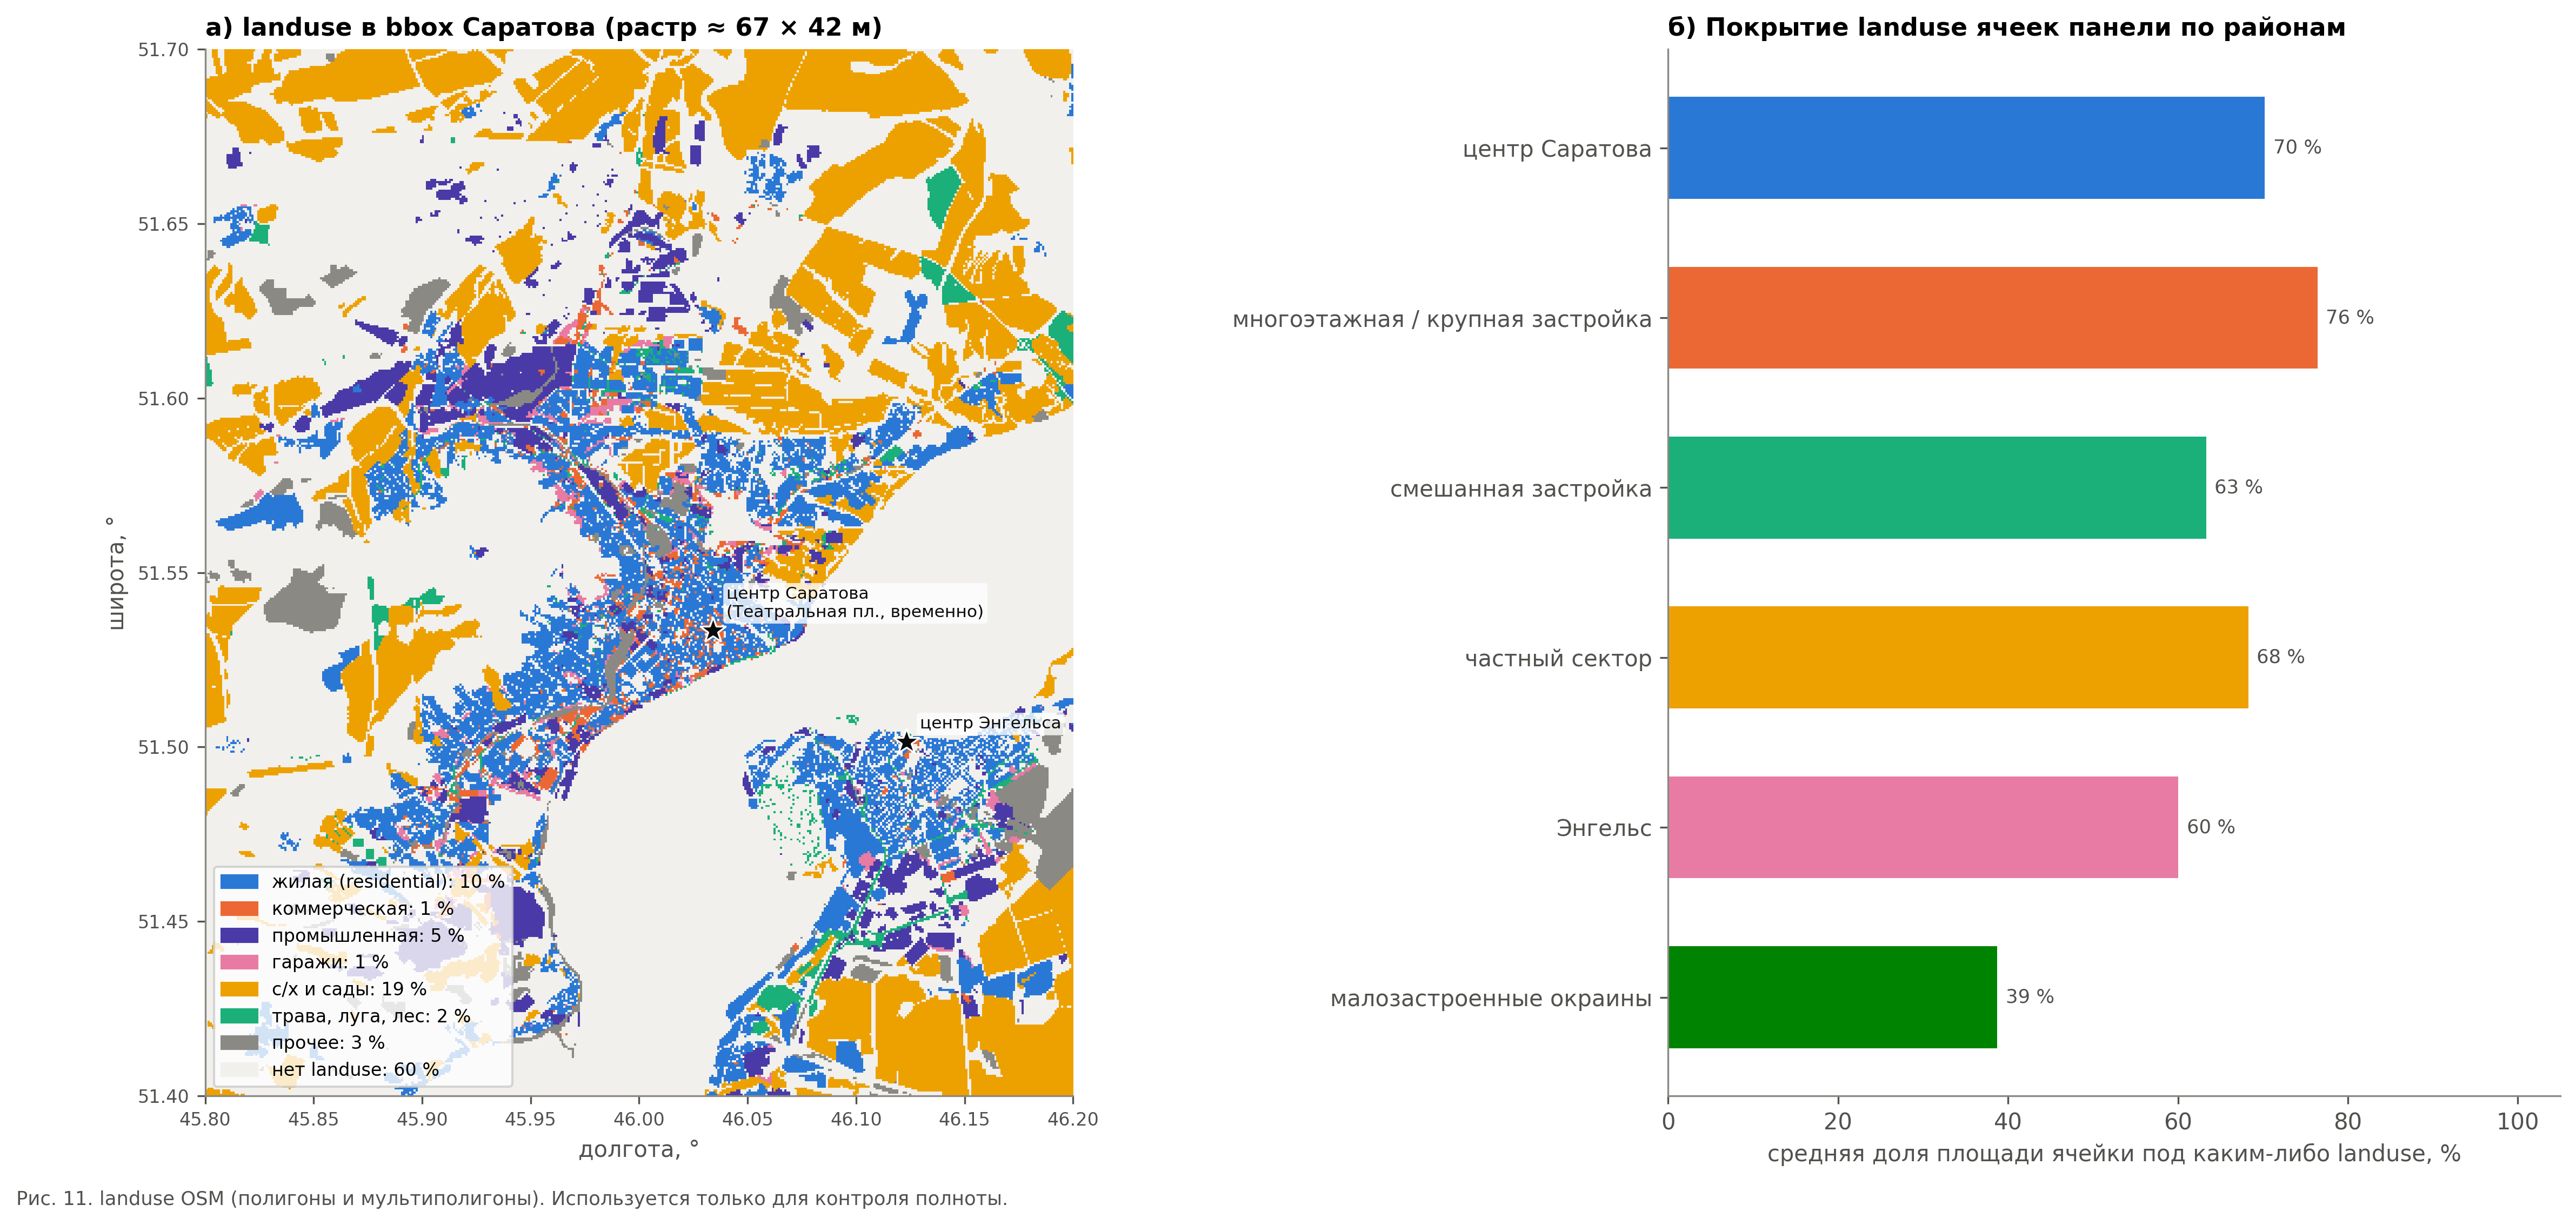 а) landuse в bbox Саратова (растр ≈ 67 × 42 м)
51.70
51.65
51.60
51.55
51.50
51.45
51.40
широта, °
центр Саратова
(Театральная пл., временно)
центр Энгельса
жилая (residential): 10 %
коммерческая: 1 %
промышленная: 5 %
гаражи: 1 %
с/х и сады: 19 %
трава, луга, лес: 2 %
прочее: 3 %
нет landuse: 60 %
45.80 45.85 45.90 45.95 46.00 46.05 46.10 46.15 46.20
долгота, °
б) Покрытие landuse ячеек панели по районам
центр Саратова 70 %
многоэтажная / крупная застройка 76 %
смешанная застройка 63 %
частный сектор 68 %
Энгельс 60 %
малозастроенные окраины 39 %
0 20 40 60 80 100
средняя доля площади ячейки под каким-либо landuse, %
Рис. 11. landuse OSM (полигоны и мультиполигоны). Используется только для контроля полноты.